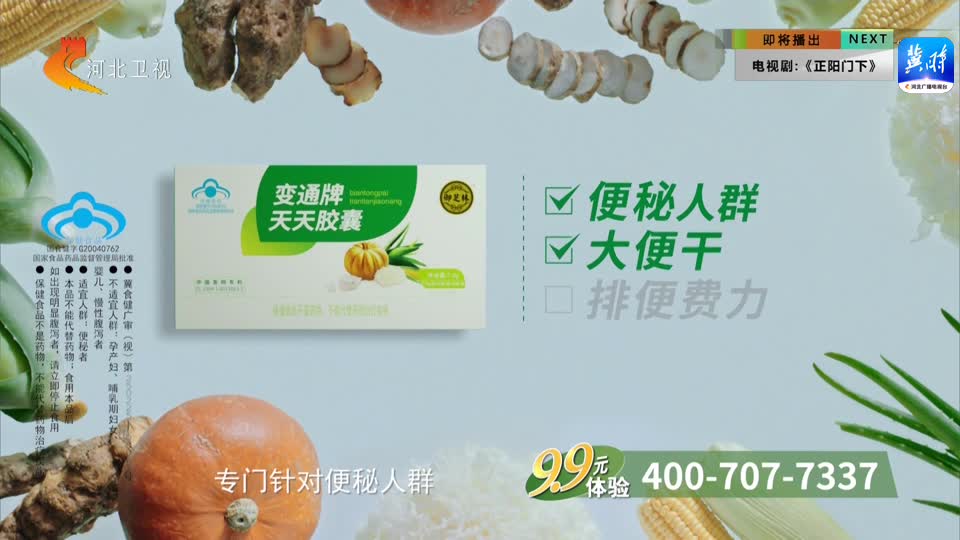 河北卫视
即将播出 NEXT
电视剧:《正阳门下》
冀时
河北广播电视台
变通牌
天天胶囊
biantongpai
tiantianjiaonang
御芝林
便秘人群
大便干
排便费力
国食健字G20040762
国家食品药品监督管理局批准
●冀食健广审(视)第
●不适宜人群:孕产妇、哺乳期妇女
婴儿、慢性腹泻者
●适宜人群:便秘者
●本品不能代替药物;食用本品后
如出现明显腹泻者,请立即停止食用
●保健食品不是药物,不能代替药物治
专门针对便秘人群
9.9元
体验
400-707-7337